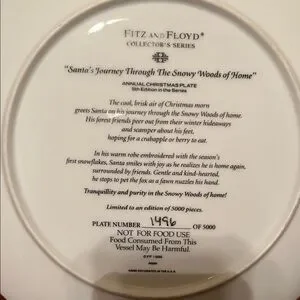 FITZ AND FLOYD®
COLLECTOR'S SERIES
"Santa's Journey Through The Snowy Woods of Home"
ANNUAL CHRISTMAS PLATE
5th Edition in the Series
The cool, brisk air of Christmas morn
greets Santa on his journey through the Snowy Woods of home.
His forest friends peer out from their winter hideaways
and scamper about his feet,
hoping for a crabapple or berry to eat.
In his warm robe embroidered with the season's
first snowflakes, Santa smiles with joy as he realizes he is home again,
surrounded by friends. Gentle and kind-hearted,
he stops to pet the fox as a fawn nuzzles his hand.
Tranquility and purity in the Snowy Woods of home!
Limited to an edition of 5000 pieces.
PLATE NUMBER 1496 OF 5000
NOT FOR FOOD USE
Food Consumed From This
Vessel May Be Harmful.